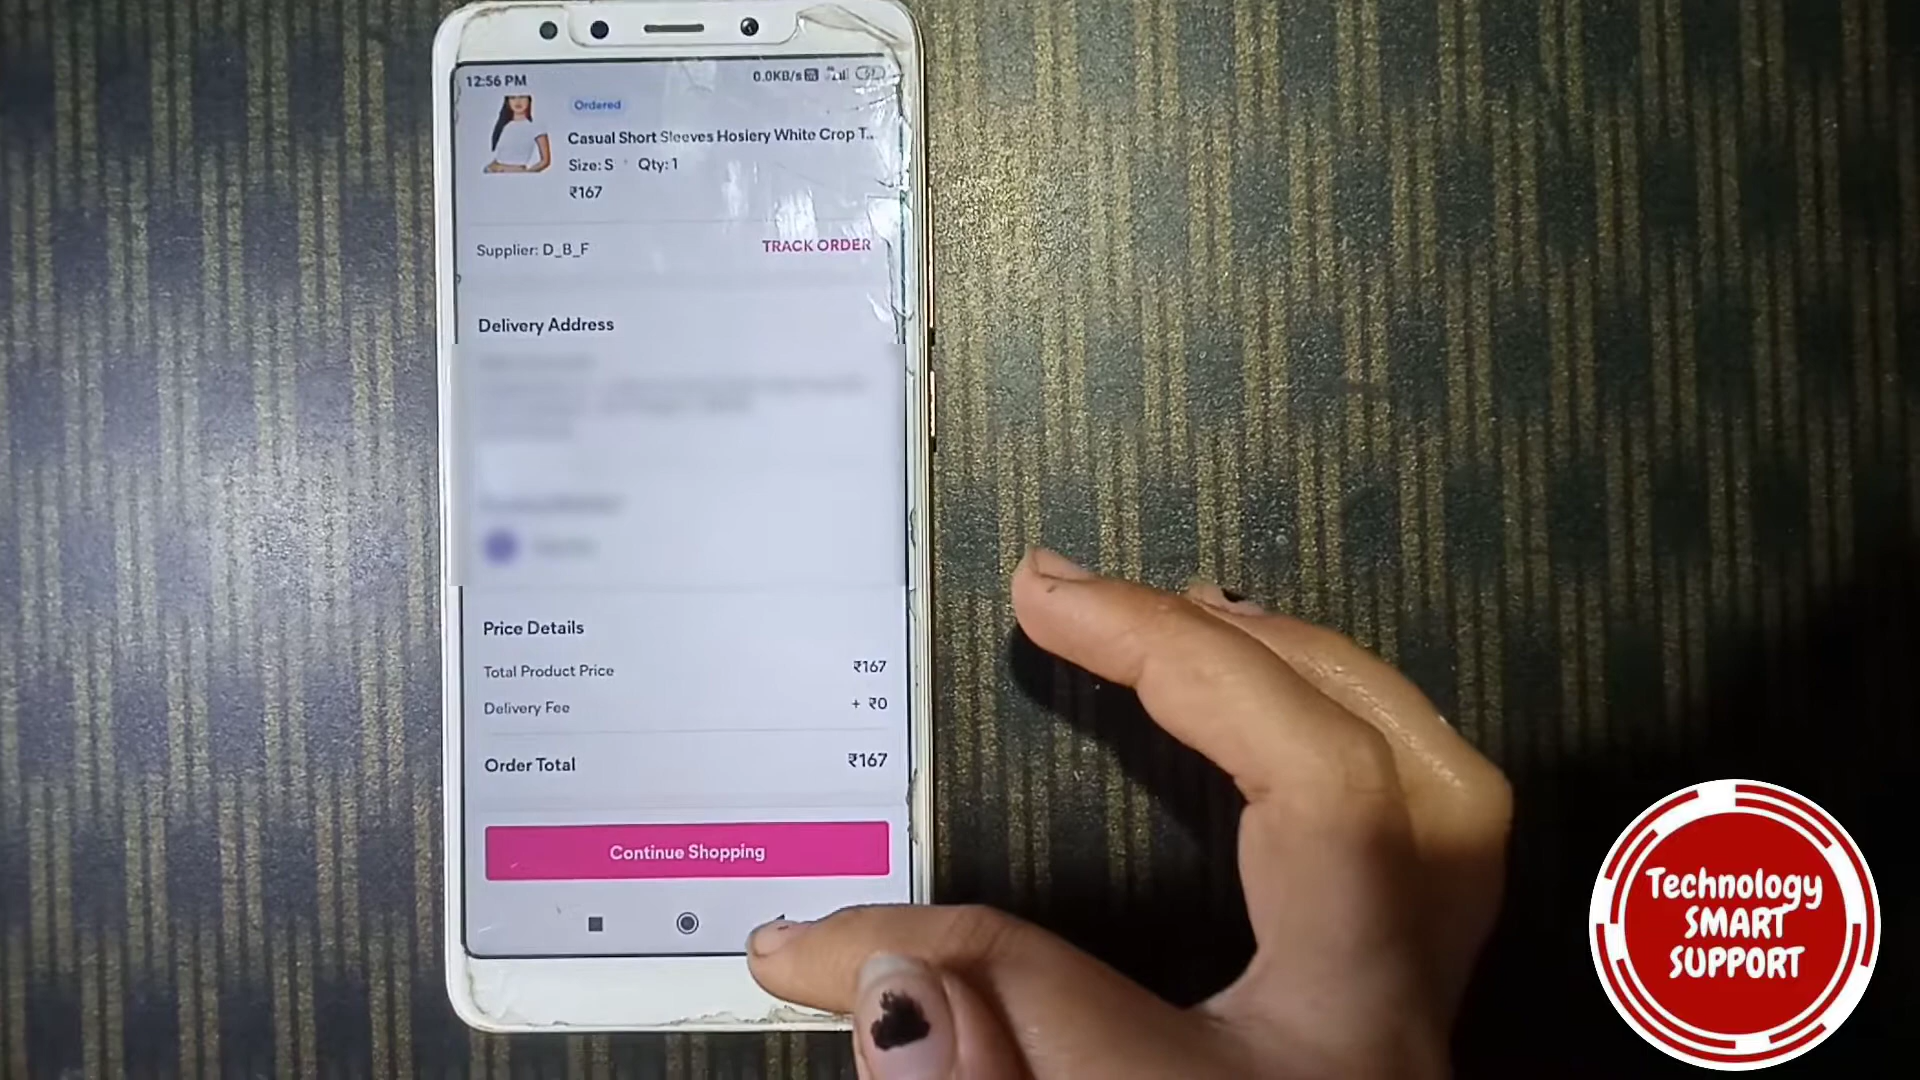 12:56 PM
0.0KB/s
Ordered
Casual Short Sleeves Hosiery White Crop T..
Size: S Qty: 1
₹167
Supplier: D_B_F
TRACK ORDER
Delivery Address
Price Details
Total Product Price ₹167
Delivery Fee + ₹0
Order Total ₹167
Continue Shopping
Technology
SMART
SUPPORT